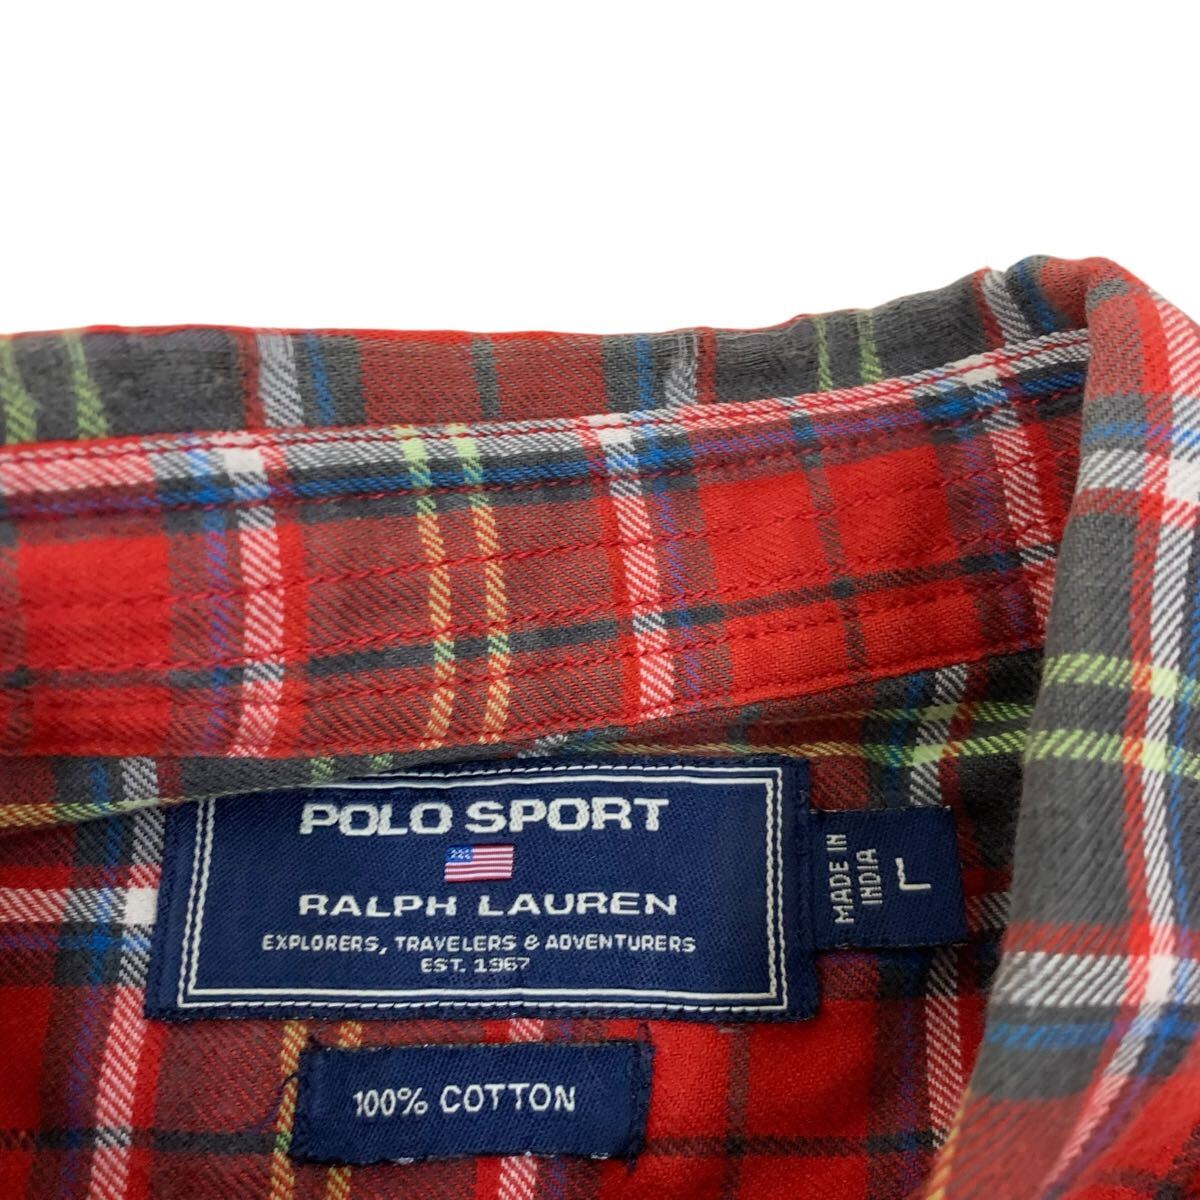 POLO SPORT
RALPH LAUREN
EXPLORERS, TRAVELERS & ADVENTURERS
EST. 1967
MADE IN
INDIA
L
100% COTTON